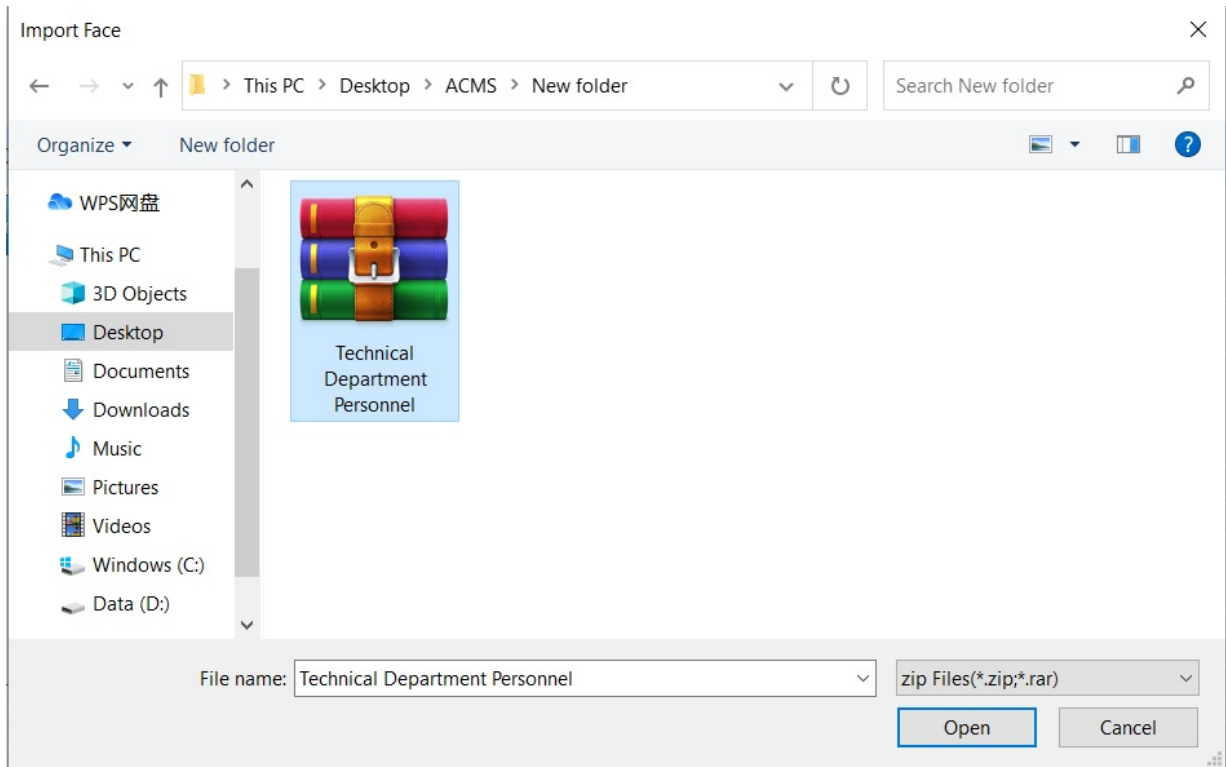 Import Face
This PC > Desktop > ACMS > New folder
Search New folder
Organize
New folder
WPS网盘
This PC
3D Objects
Desktop
Documents
Downloads
Music
Pictures
Videos
Windows (C:)
Data (D:)
Technical
Department
Personnel
File name: Technical Department Personnel
zip Files(*.zip;*.rar)
Open
Cancel